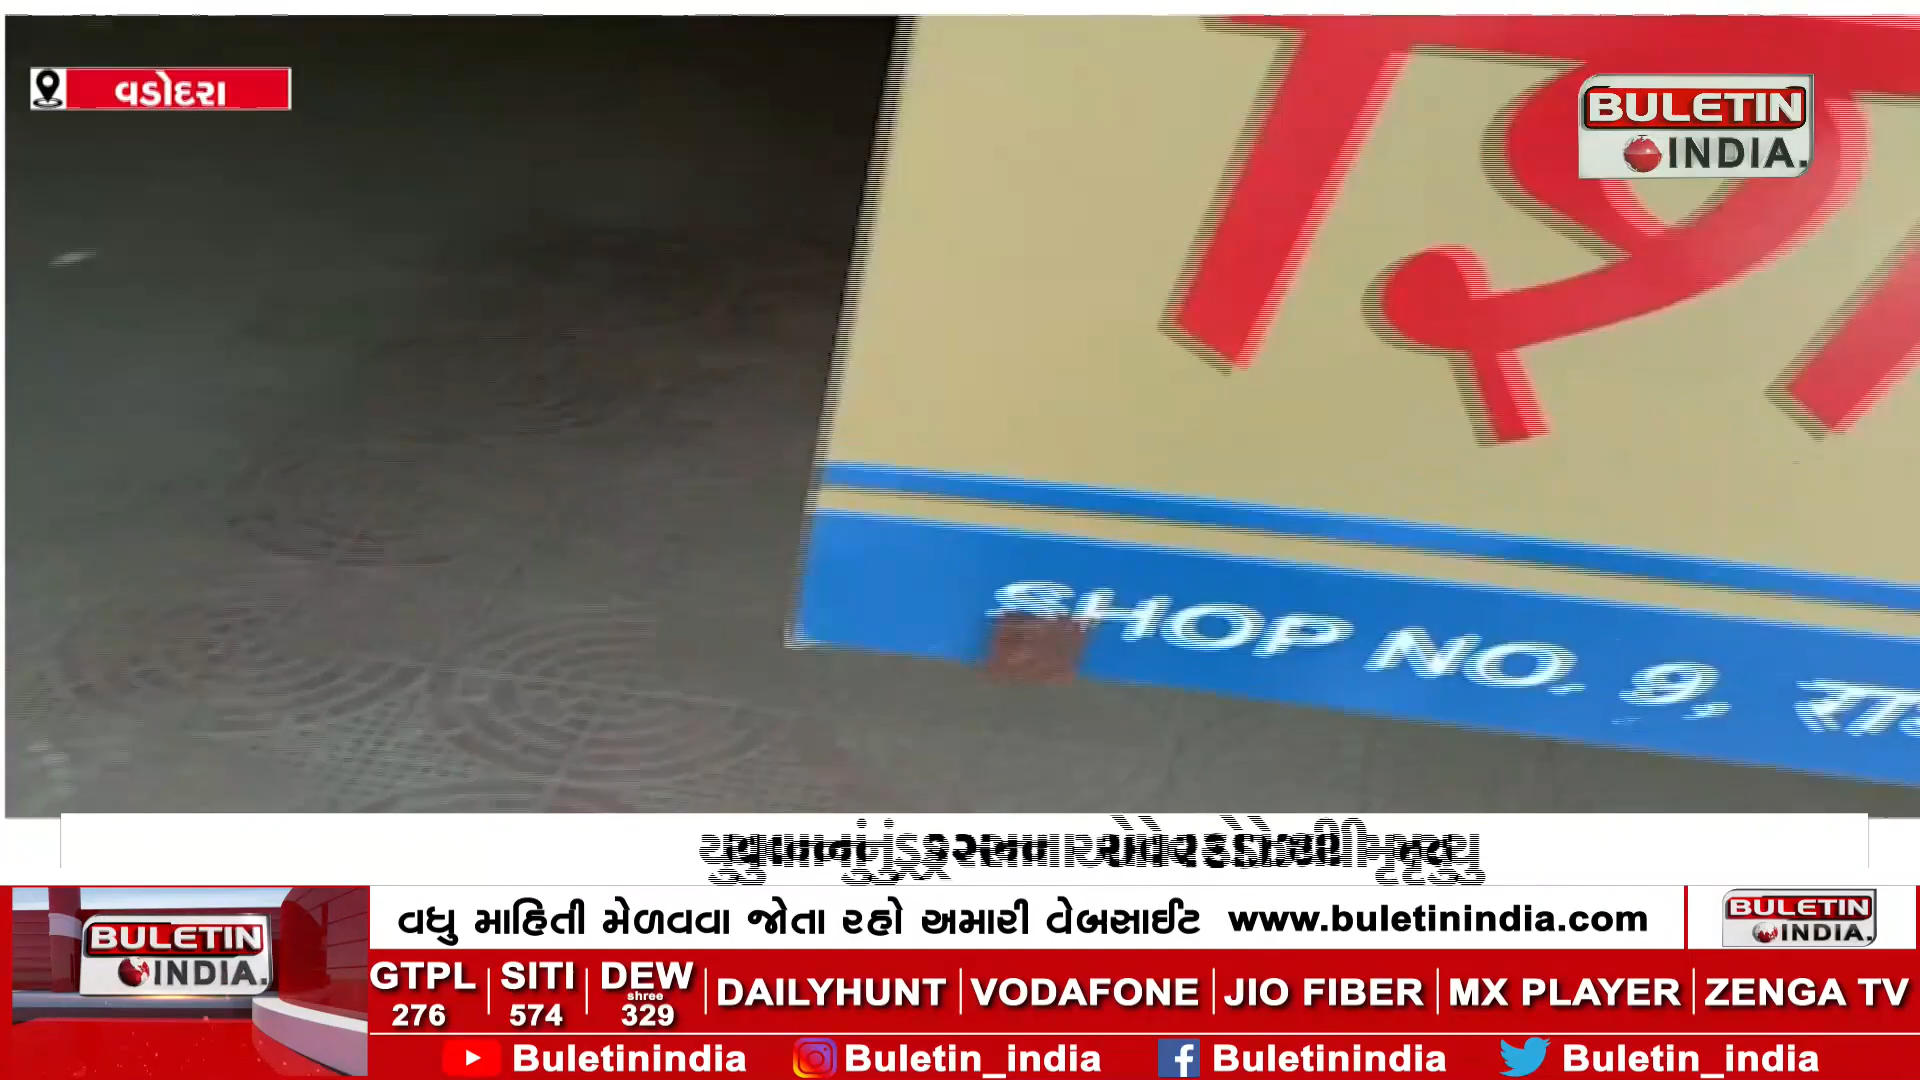 વડોદરા
BULETIN
INDIA.
SHOP NO. 9,
વધુ માહિતી મેળવવા જોતા રહો અમારી વેબસાઈટ www.buletinindia.com
BULETIN
INDIA.
BULETIN
INDIA.
GTPL 276 | SITI 574 | DEW shree 329 | DAILYHUNT | VODAFONE | JIO FIBER | MX PLAYER | ZENGA TV
Buletinindia Buletin_india Buletinindia Buletin_india